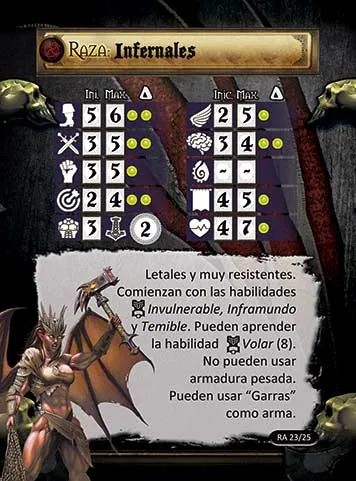 RAZA: Infernales
Ini. Max. Inic. Max.
5 6 2 5
3 5 3 4
3 5 - -
2 4 4 5
3 2 4 7
Letales y muy resistentes.
Comienzan con las habilidades
Invulnerable, Inframundo
y Temible. Pueden aprender
la habilidad Volar (8).
No pueden usar
armadura pesada.
Pueden usar “Garras”
como arma.
RA 23/25